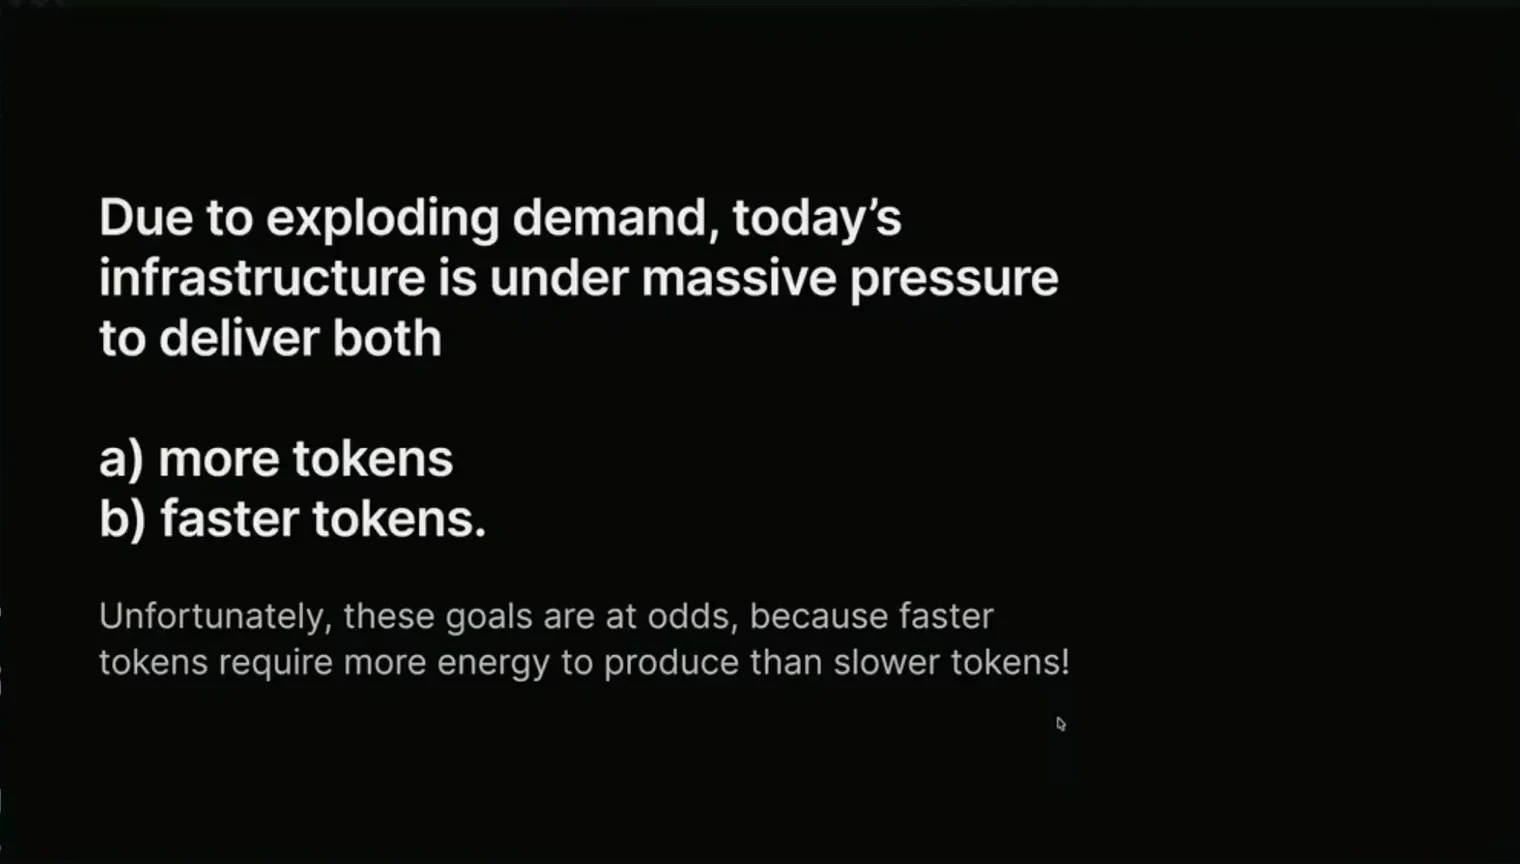 Due to exploding demand, today’s
infrastructure is under massive pressure
to deliver both
a) more tokens
b) faster tokens.
Unfortunately, these goals are at odds, because faster
tokens require more energy to produce than slower tokens!